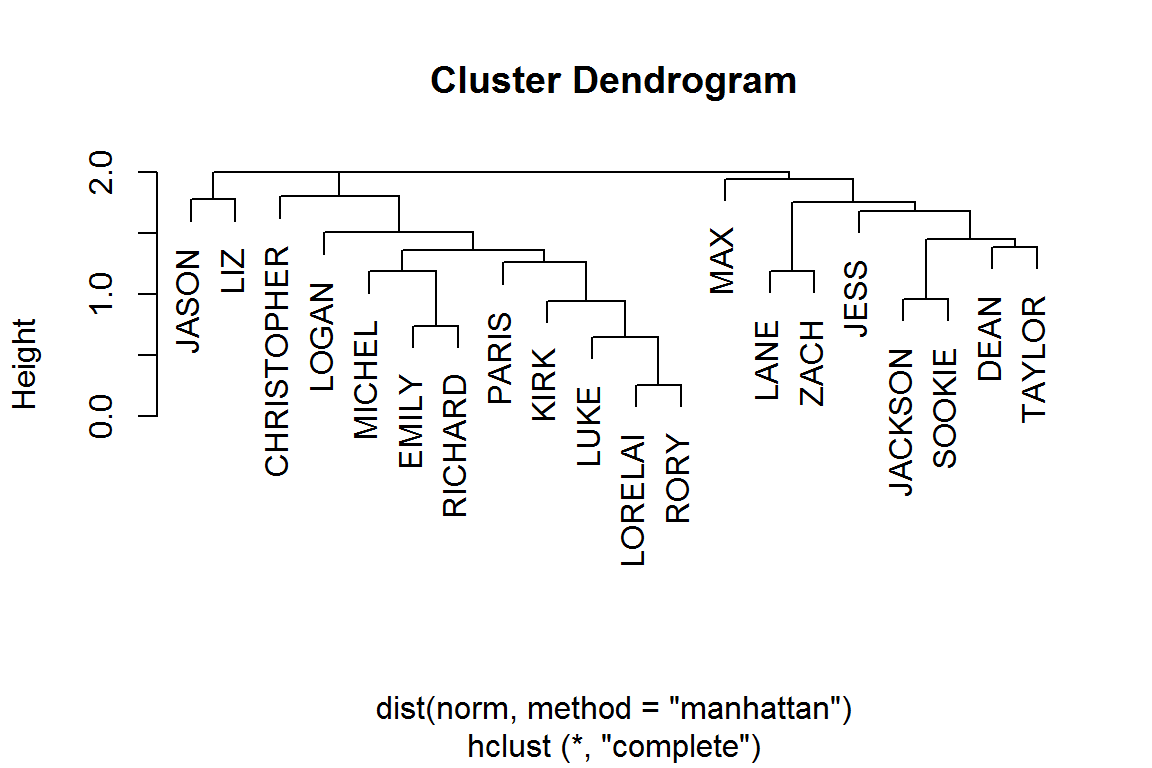 Cluster Dendrogram
Height
2.0
1.0
0.0
JASON
LIZ
CHRISTOPHER
LOGAN
MICHEL
EMILY
RICHARD
PARIS
KIRK
LUKE
LORELAI
RORY
MAX
LANE
ZACH
JESS
JACKSON
SOOKIE
DEAN
TAYLOR
dist(norm, method = "manhattan")
hclust (*, "complete")